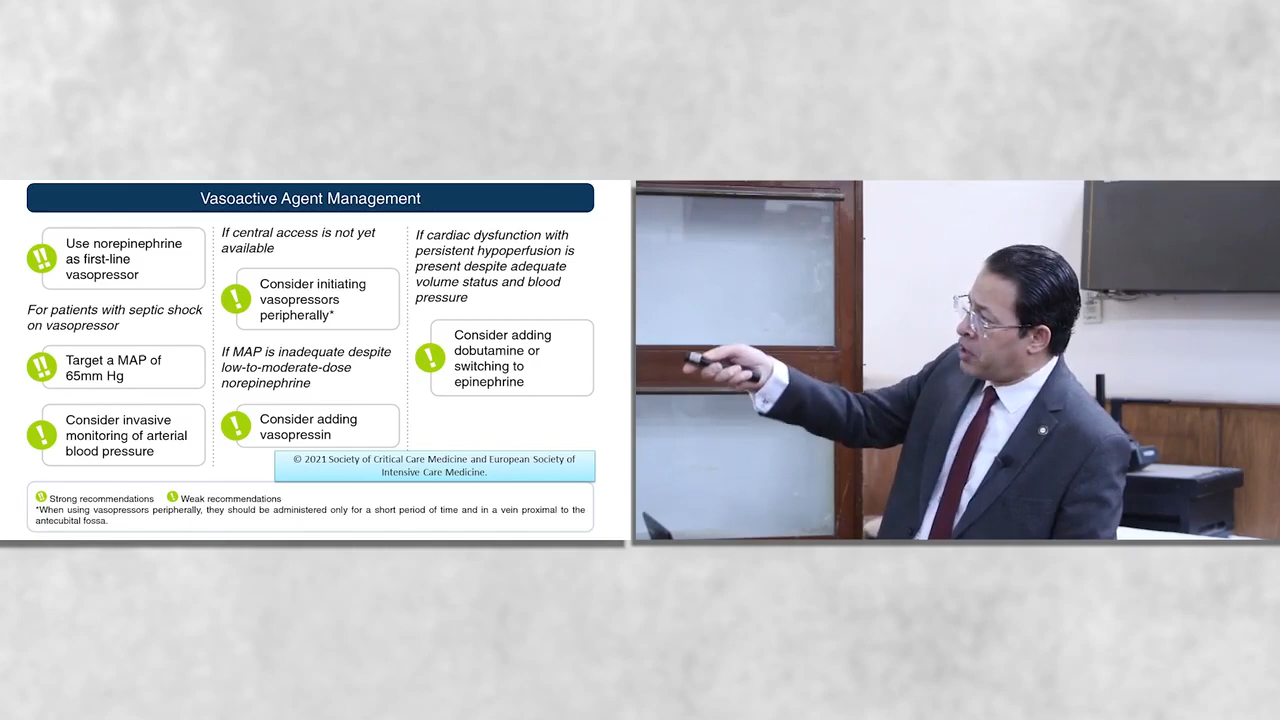 Vasoactive Agent Management
Use norepinephrine
as first-line
vasopressor
For patients with septic shock
on vasopressor
Target a MAP of
65mm Hg
Consider invasive
monitoring of arterial
blood pressure
If central access is not yet
available
Consider initiating
vasopressors
peripherally*
If MAP is inadequate despite
low-to-moderate-dose
norepinephrine
Consider adding
vasopressin
If cardiac dysfunction with
persistent hypoperfusion is
present despite adequate
volume status and blood
pressure
Consider adding
dobutamine or
switching to
epinephrine
© 2021 Society of Critical Care Medicine and European Society of
Intensive Care Medicine.
!! Strong recommendations ! Weak recommendations
*When using vasopressors peripherally, they should be administered only for a short period of time and in a vein proximal to the
antecubital fossa.